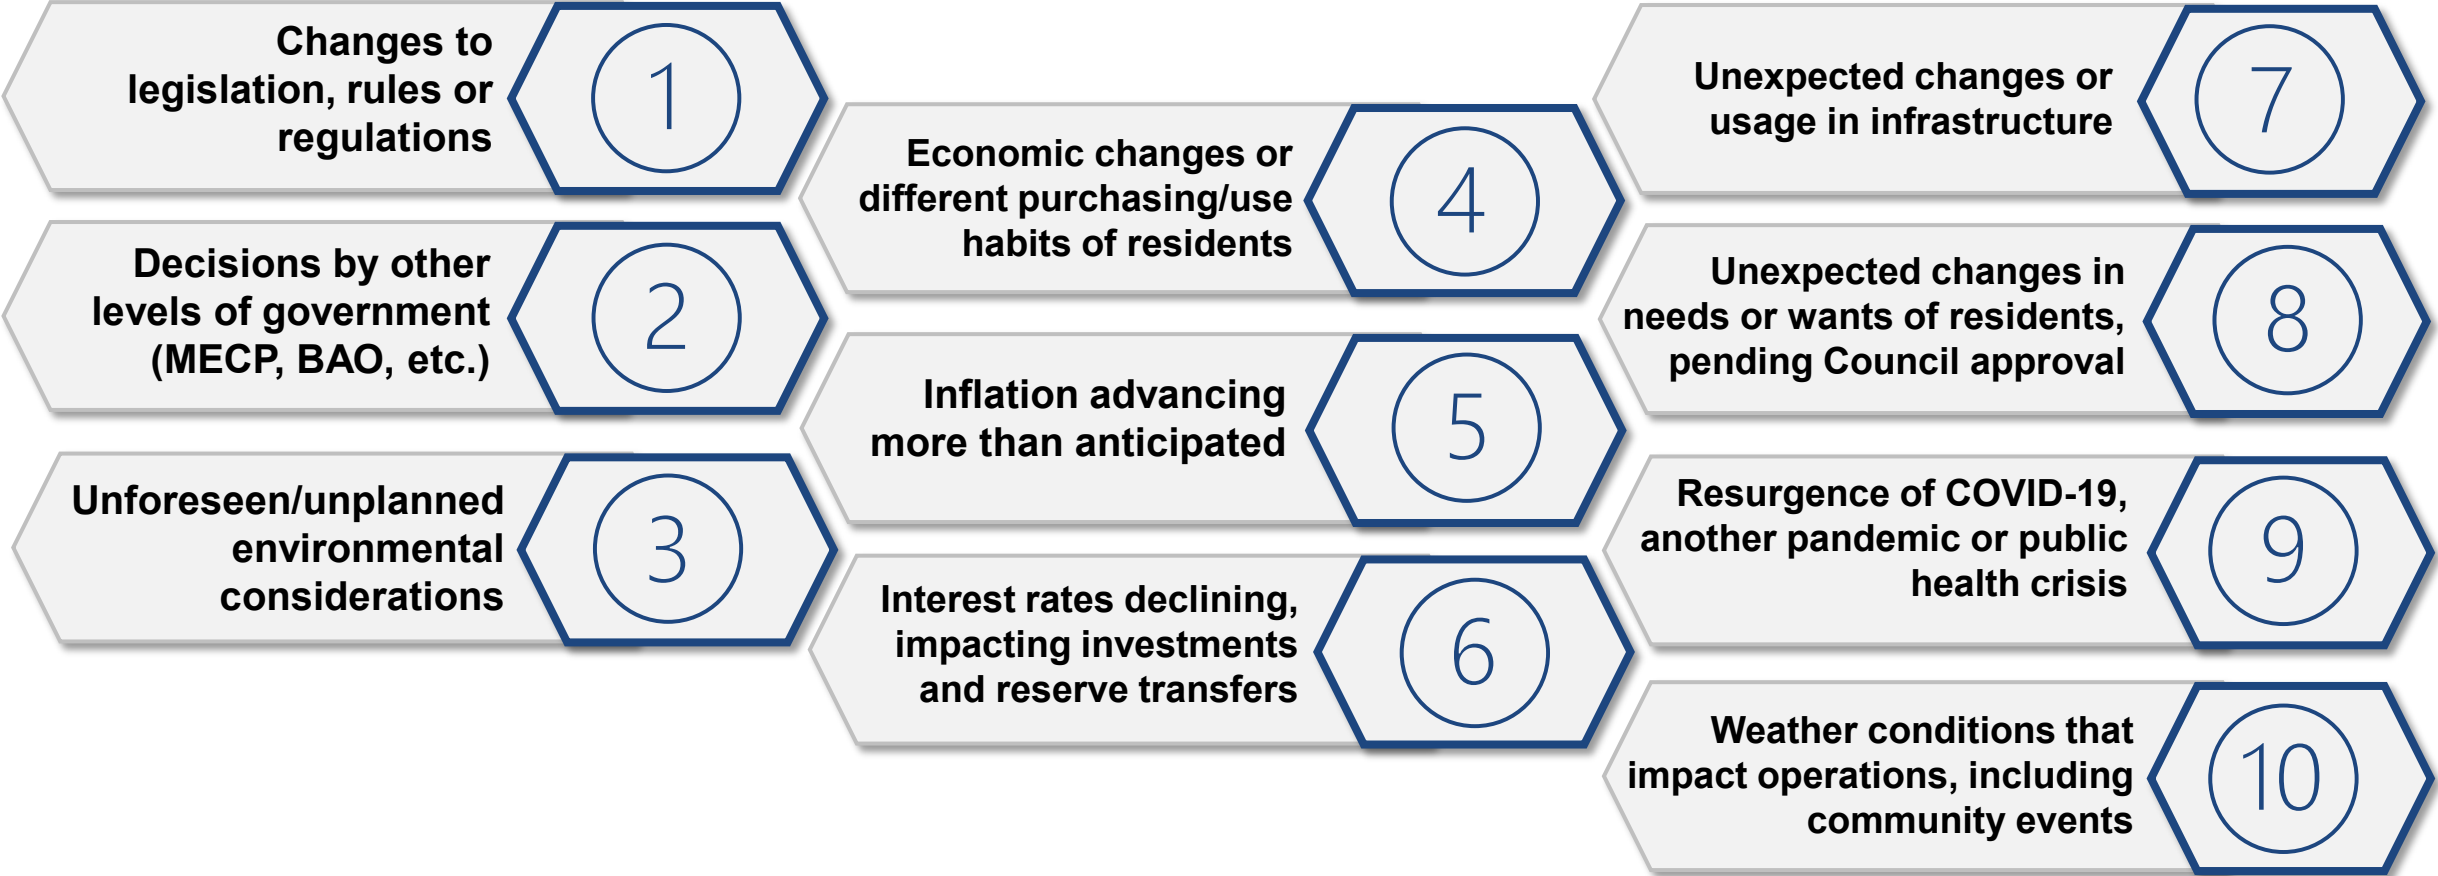 Changes to
legislation, rules or
regulations
1
Decisions by other
levels of government
(MECP, BAO, etc.)
2
Unforeseen/unplanned
environmental
considerations
3
Economic changes or
different purchasing/use
habits of residents
4
Inflation advancing
more than anticipated
5
Interest rates declining,
impacting investments
and reserve transfers
6
Unexpected changes or
usage in infrastructure
7
Unexpected changes in
needs or wants of residents,
pending Council approval
8
Resurgence of COVID-19,
another pandemic or public
health crisis
9
Weather conditions that
impact operations, including
community events
10